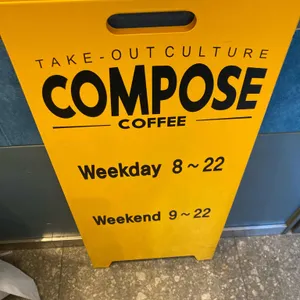 TAKE-OUT CULTURE
COMPOSE
COFFEE
Weekday 8~22
Weekend 9~22